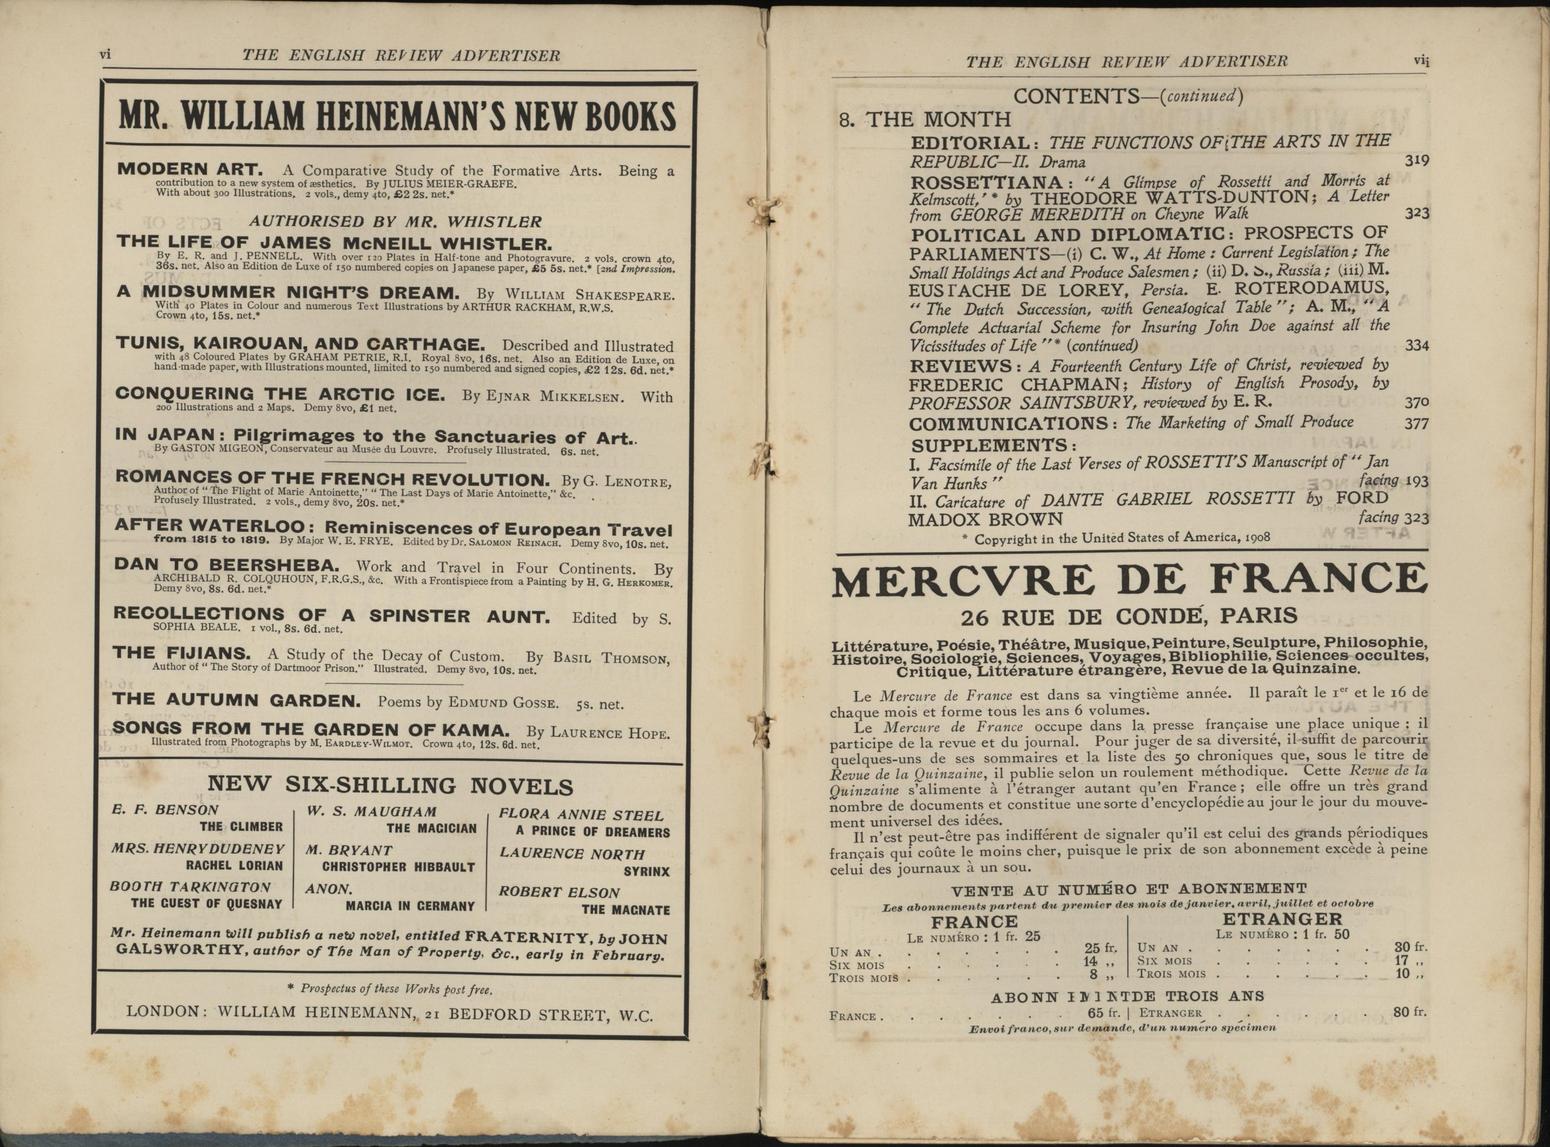 vi THE ENGLISH REVIEW ADVERTISER
MR. WILLIAM HEINEMANN'S NEW BOOKS
MODERN ART. A Comparative Study of the Formative Arts. Being a
contribution to a new system of æsthetics. By JULIUS MEIER-GRAEFE.
With about 300 Illustrations. 2 vols., demy 4to, £2 2s. net.*
AUTHORISED BY MR. WHISTLER
THE LIFE OF JAMES McNEILL WHISTLER.
By E. R. and J. PENNELL. With over 120 Plates in Half-tone and Photogravure. 2 vols. crown 4to,
36s. net. Also an Edition de Luxe of 150 numbered copies on Japanese paper, £5 5s. net.* [2nd Impression.
A MIDSUMMER NIGHT'S DREAM. By WILLIAM SHAKESPEARE.
With 40 Plates in Colour and numerous Text Illustrations by ARTHUR RACKHAM, R.W.S.
Crown 4to, 15s. net.*
TUNIS, KAIROUAN, AND CARTHAGE. Described and Illustrated
with 48 Coloured Plates by GRAHAM PETRIE, R.I. Royal 8vo, 16s. net. Also an Edition de Luxe, on
hand-made paper, with Illustrations mounted, limited to 150 numbered and signed copies, £2 12s. 6d. net.*
CONQUERING THE ARCTIC ICE. By EJNAR MIKKELSEN. With
200 Illustrations and 2 Maps. Demy 8vo, £1 net.
IN JAPAN: Pilgrimages to the Sanctuaries of Art..
By GASTON MIGEON, Conservateur au Musée du Louvre. Profusely Illustrated. 6s. net.
ROMANCES OF THE FRENCH REVOLUTION. By G. LENOTRE,
Author of "The Flight of Marie Antoinette," "The Last Days of Marie Antoinette," &c.
Profusely Illustrated. 2 vols., demy 8vo, 20s. net.*
AFTER WATERLOO: Reminiscences of European Travel
from 1815 to 1819. By Major W. E. FRYE. Edited by Dr. SALOMON REINACH. Demy 8vo, 10s. net.
DAN TO BEERSHEBA. Work and Travel in Four Continents. By
ARCHIBALD R. COLQUHOUN, F.R.G.S., &c. With a Frontispiece from a Painting by H. G. HERKOMER.
Demy 8vo, 8s. 6d. net.*
RECOLLECTIONS OF A SPINSTER AUNT. Edited by S.
SOPHIA BEALE. 1 vol., 8s. 6d. net.
THE FIJIANS. A Study of the Decay of Custom. By BASIL THOMSON,
Author of "The Story of Dartmoor Prison." Illustrated. Demy 8vo, 10s. net.
THE AUTUMN GARDEN. Poems by EDMUND GOSSE. 5s. net.
SONGS FROM THE GARDEN OF KAMA. By LAURENCE HOPE.
Illustrated from Photographs by M. EARDLEY-WILMOT. Crown 4to, 12s. 6d. net.
NEW SIX-SHILLING NOVELS
E. F. BENSON
THE CLIMBER
MRS. HENRY DUDENEY
RACHEL LORIAN
BOOTH TARKINGTON
THE GUEST OF QUESNAY
W. S. MAUGHAM
THE MAGICIAN
M. BRYANT
CHRISTOPHER HIBBAULT
ANON.
MARCIA IN GERMANY
FLORA ANNIE STEEL
A PRINCE OF DREAMERS
LAURENCE NORTH
SYRINX
ROBERT ELSON
THE MAGNATE
Mr. Heinemann will publish a new novel, entitled FRATERNITY, by JOHN
GALSWORTHY, author of The Man of Property, &c., early in February.
* Prospectus of these Works post free.
LONDON: WILLIAM HEINEMANN, 21 BEDFORD STREET, W.C.
THE ENGLISH REVIEW ADVERTISER vii
CONTENTS—(continued)
8. THE MONTH
EDITORIAL: THE FUNCTIONS OF THE ARTS IN THE
REPUBLIC—II. Drama 319
ROSSETTIANA: "A Glimpse of Rossetti and Morris at
Kelmscott,'* by THEODORE WATTS-DUNTON; A Letter
from GEORGE MEREDITH on Cheyne Walk 323
POLITICAL AND DIPLOMATIC: PROSPECTS OF
PARLIAMENTS—(i) C. W., At Home: Current Legislation; The
Small Holdings Act and Produce Salesmen; (ii) D. S., Russia; (iii) M.
EUSTACHE DE LOREY, Persia. E. ROTERODAMUS,
"The Dutch Succession, with Genealogical Table"; A. M., "A
Complete Actuarial Scheme for Insuring John Doe against all the
Vicissitudes of Life"* (continued) 334
REVIEWS: A Fourteenth Century Life of Christ, reviewed by
FREDERIC CHAPMAN; History of English Prosody, by
PROFESSOR SAINTSBURY, reviewed by E. R. 370
COMMUNICATIONS: The Marketing of Small Produce 377
SUPPLEMENTS:
I. Facsimile of the Last Verses of ROSSETTI'S Manuscript of "Jan
Van Hunks" facing 193
II. Caricature of DANTE GABRIEL ROSSETTI by FORD
MADOX BROWN facing 323
* Copyright in the United States of America, 1908
MERCVRE DE FRANCE
26 RUE DE CONDÉ, PARIS
Littérature, Poésie, Théâtre, Musique, Peinture, Sculpture, Philosophie,
Histoire, Sociologie, Sciences, Voyages, Bibliophilie, Sciences occultes,
Critique, Littérature étrangère, Revue de la Quinzaine.
Le Mercure de France est dans sa vingtième année. Il paraît le 1er et le 16 de
chaque mois et forme tous les ans 6 volumes.
Le Mercure de France occupe dans la presse française une place unique : il
participe de la revue et du journal. Pour juger de sa diversité, il suffit de parcourir
quelques-uns de ses sommaires et la liste des 50 chroniques que, sous le titre de
Revue de la Quinzaine, il publie selon un roulement méthodique. Cette Revue de la
Quinzaine s'alimente à l'étranger autant qu'en France ; elle offre un très grand
nombre de documents et constitue une sorte d'encyclopédie au jour le jour du mouve-
ment universel des idées.
Il n'est peut-être pas indifférent de signaler qu'il est celui des grands périodiques
français qui coûte le moins cher, puisque le prix de son abonnement excède à peine
celui des journaux à un sou.
VENTE AU NUMÉRO ET ABONNEMENT
Les abonnements partent du premier des mois de janvier, avril, juillet et octobre
FRANCE
LE NUMÉRO : 1 fr. 25
UN AN . . . . . . . 25 fr.
SIX MOIS . . . . . . 14 ,,
TROIS MOIS . . . . . . 8 ,,
ETRANGER
LE NUMÉRO : 1 fr. 50
UN AN . . . . . . . 30 fr.
SIX MOIS . . . . . . 17 ,,
TROIS MOIS . . . . . . 10 ,,
ABONNEMENT DE TROIS ANS
FRANCE . . . . . . 65 fr. | ETRANGER . . . . . . 80 fr.
Envoi franco, sur demande, d'un numéro spécimen